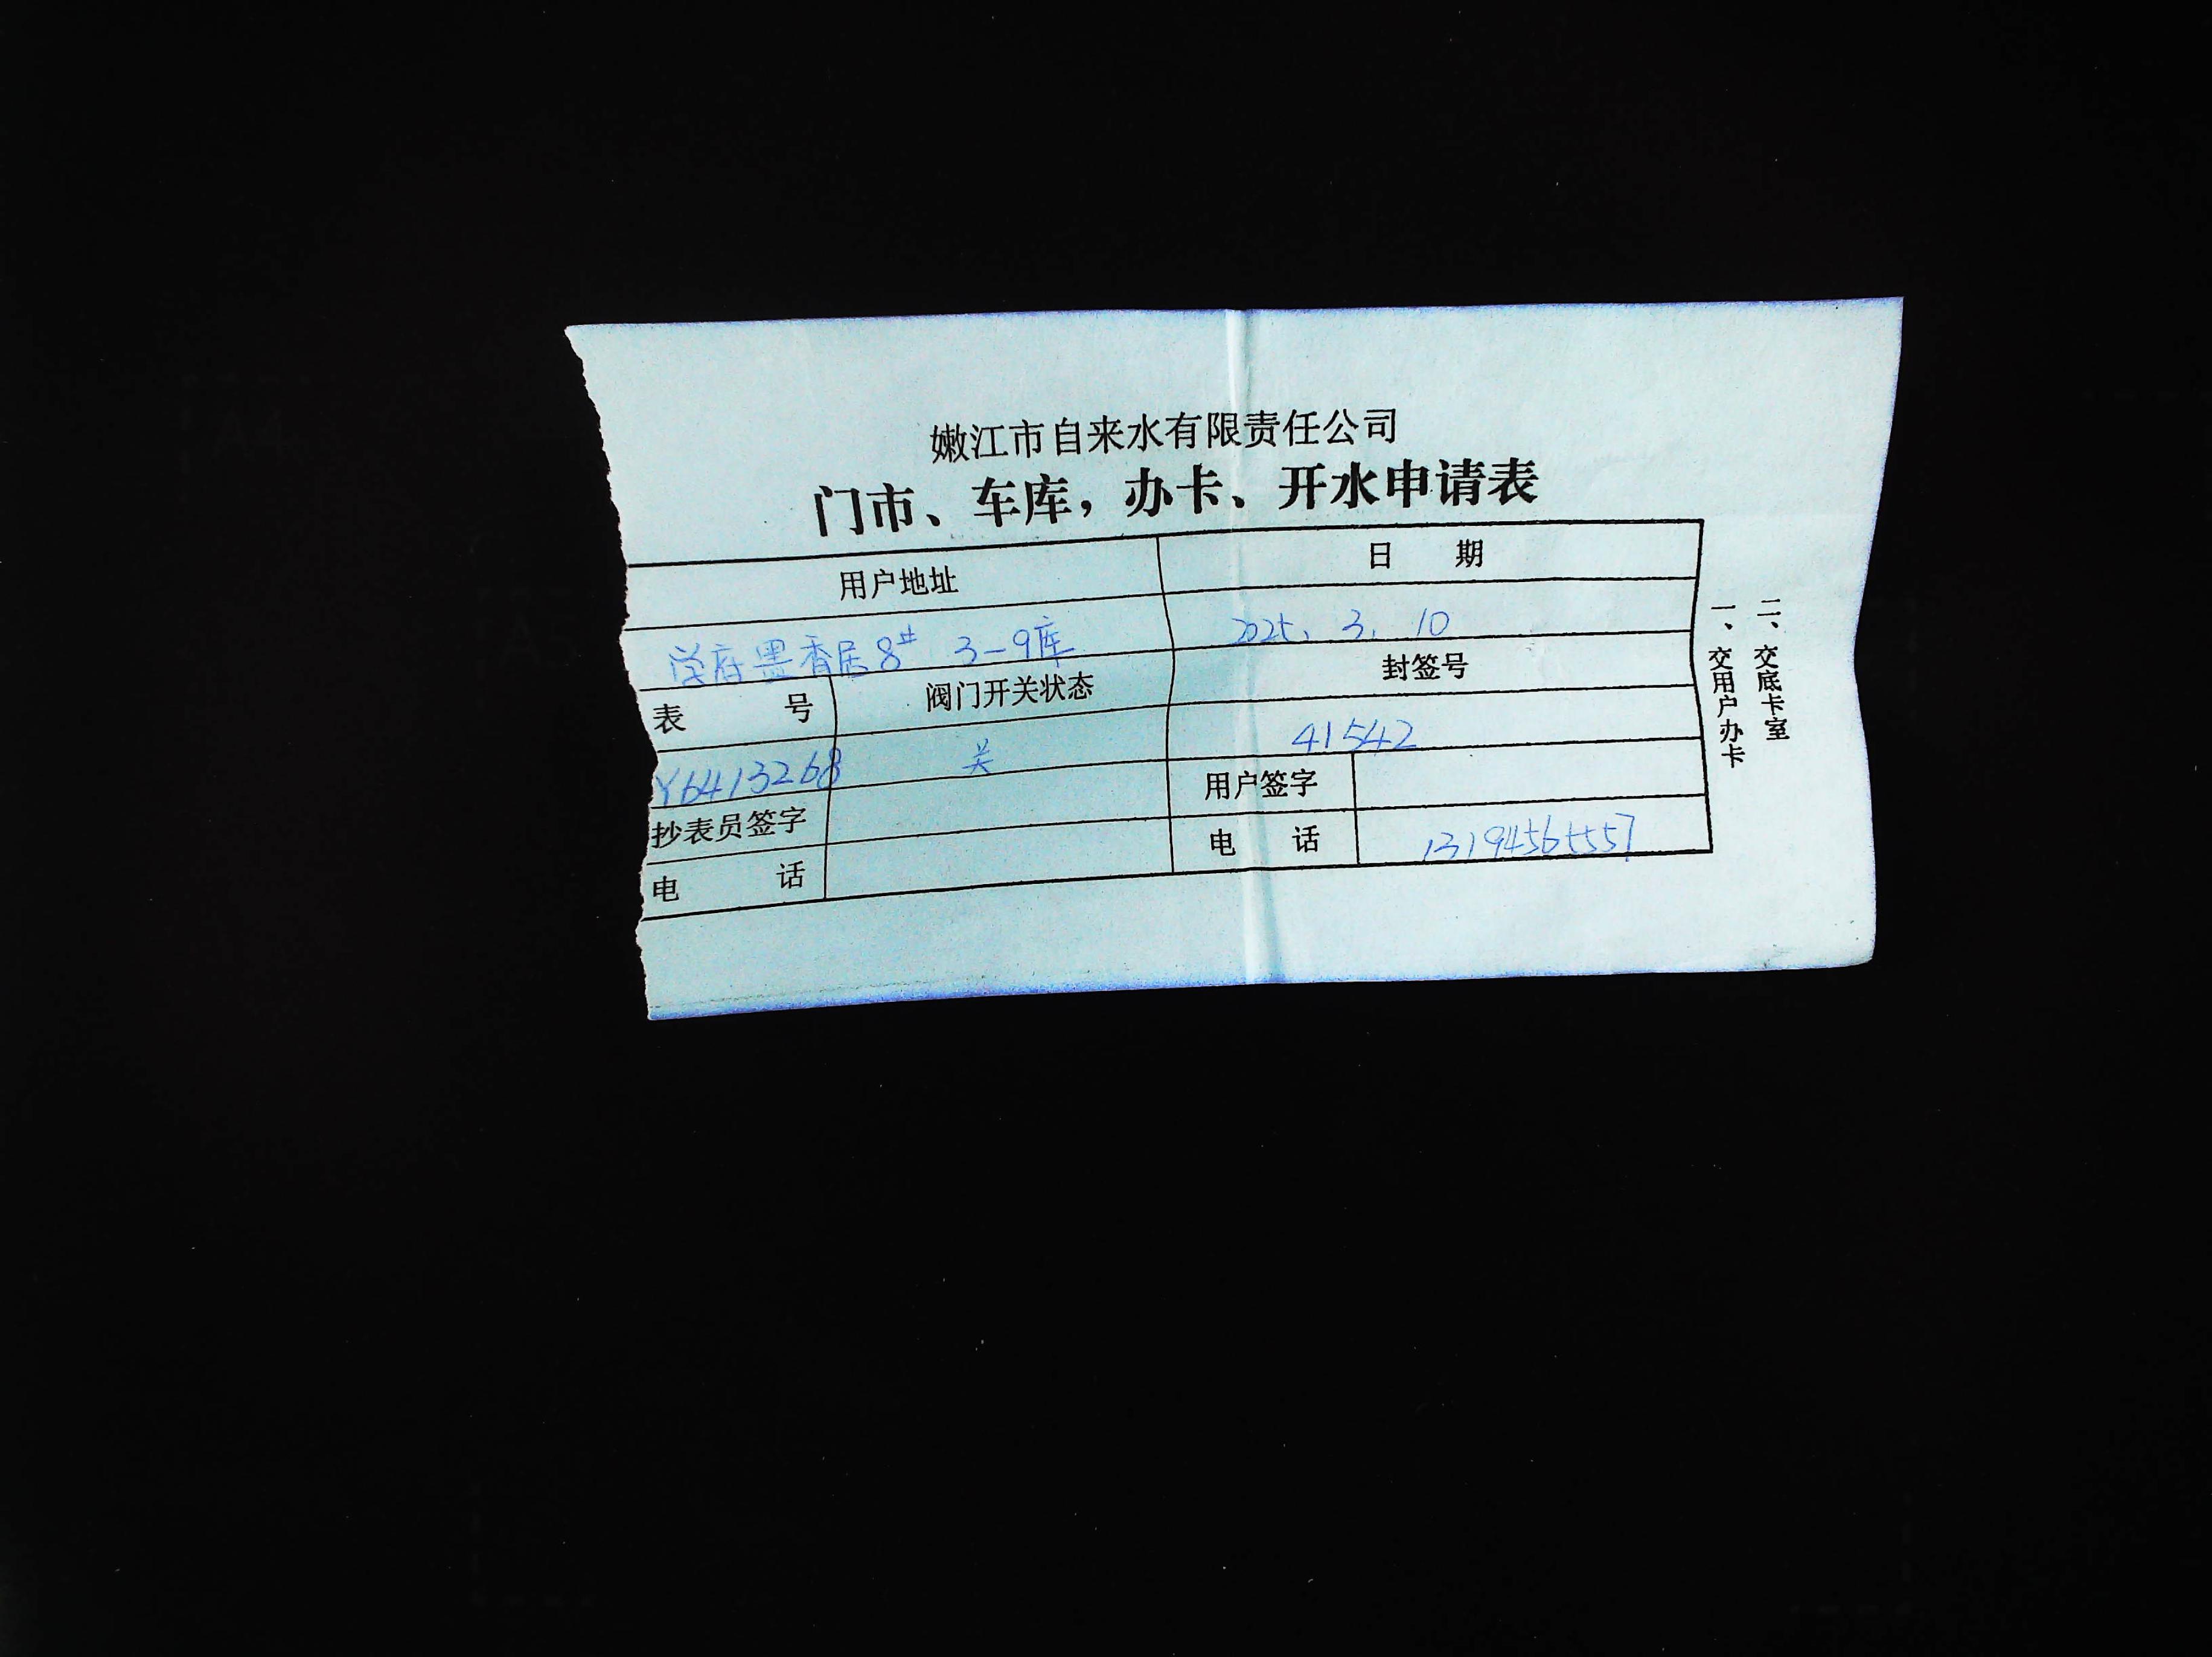 嫩江市自来水有限责任公司
门市、车库，办卡、开水申请表
用户地址 日 期
学府墨香居8# 3-9库 2025. 3. 10
表 号 阀门开关状态 封签号
Y6413268 关 41542
抄表员签字 用户签字
电 话 电 话 13194565557
一、交用户办卡
二、交底卡室